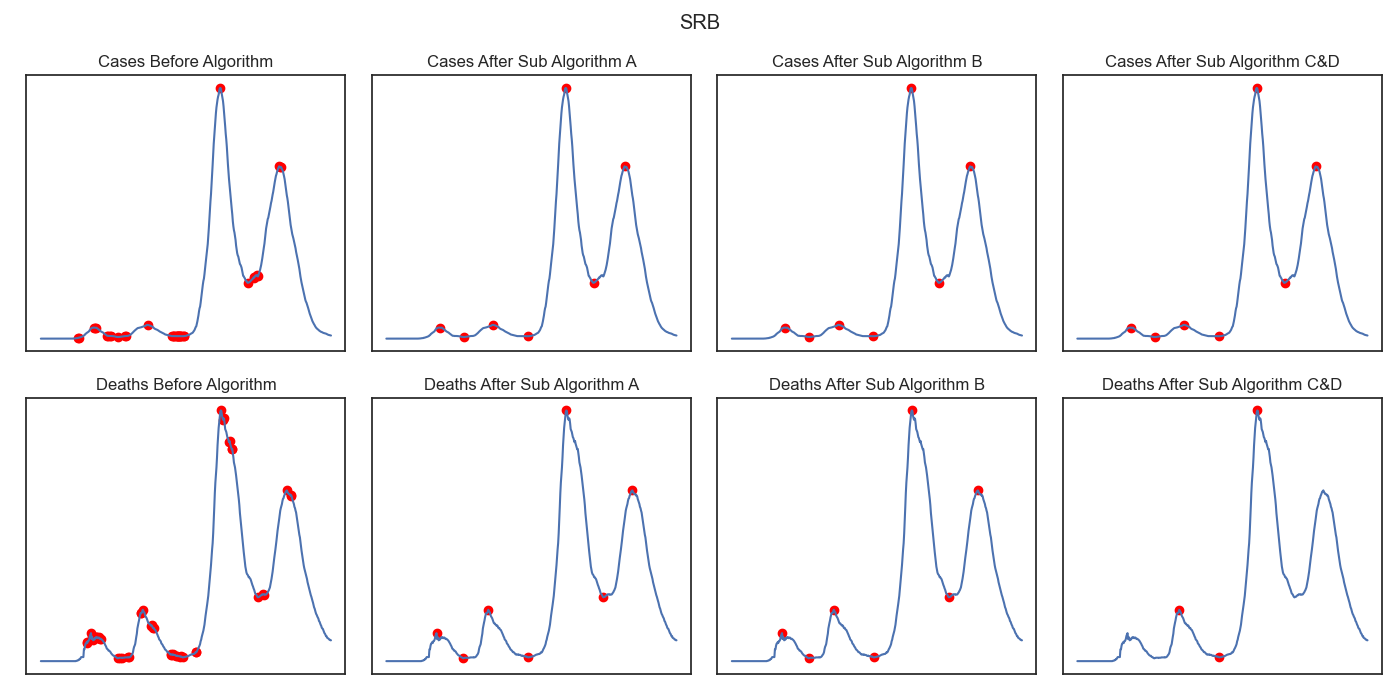 SRB
Cases Before Algorithm
Cases After Sub Algorithm A
Cases After Sub Algorithm B
Cases After Sub Algorithm C&D
Deaths Before Algorithm
Deaths After Sub Algorithm A
Deaths After Sub Algorithm B
Deaths After Sub Algorithm C&D